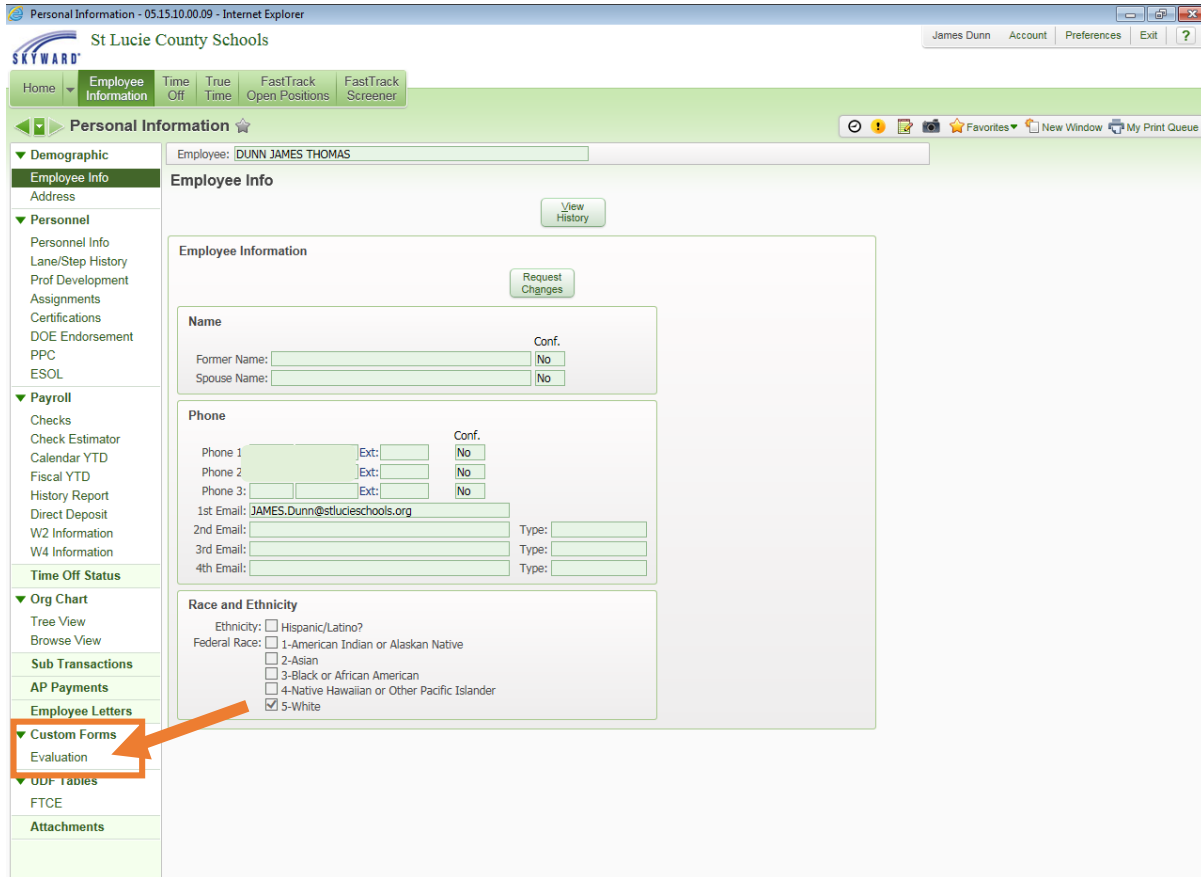 Personal Information - 05.15.10.00.09 - Internet Explorer
St Lucie County Schools
SKYWARD®
James Dunn Account Preferences Exit ?
Home Employee Information Time Off True Time FastTrack Open Positions FastTrack Screener
Personal Information
Favorites New Window My Print Queue
Demographic
Employee Info
Address
Personnel
Personnel Info
Lane/Step History
Prof Development
Assignments
Certifications
DOE Endorsement
PPC
ESOL
Payroll
Checks
Check Estimator
Calendar YTD
Fiscal YTD
History Report
Direct Deposit
W2 Information
W4 Information
Time Off Status
Org Chart
Tree View
Browse View
Sub Transactions
AP Payments
Employee Letters
Custom Forms
Evaluation
UDF Tables
FTCE
Attachments
Employee: DUNN JAMES THOMAS
Employee Info
View
History
Employee Information
Request
Changes
Name
Conf.
Former Name: No
Spouse Name: No
Phone
Conf.
Phone 1 Ext: No
Phone 2 Ext: No
Phone 3: Ext: No
1st Email: JAMES.Dunn@stlucieschools.org
2nd Email: Type:
3rd Email: Type:
4th Email: Type:
Race and Ethnicity
Ethnicity: Hispanic/Latino?
Federal Race: 1-American Indian or Alaskan Native
2-Asian
3-Black or African American
4-Native Hawaiian or Other Pacific Islander
5-White